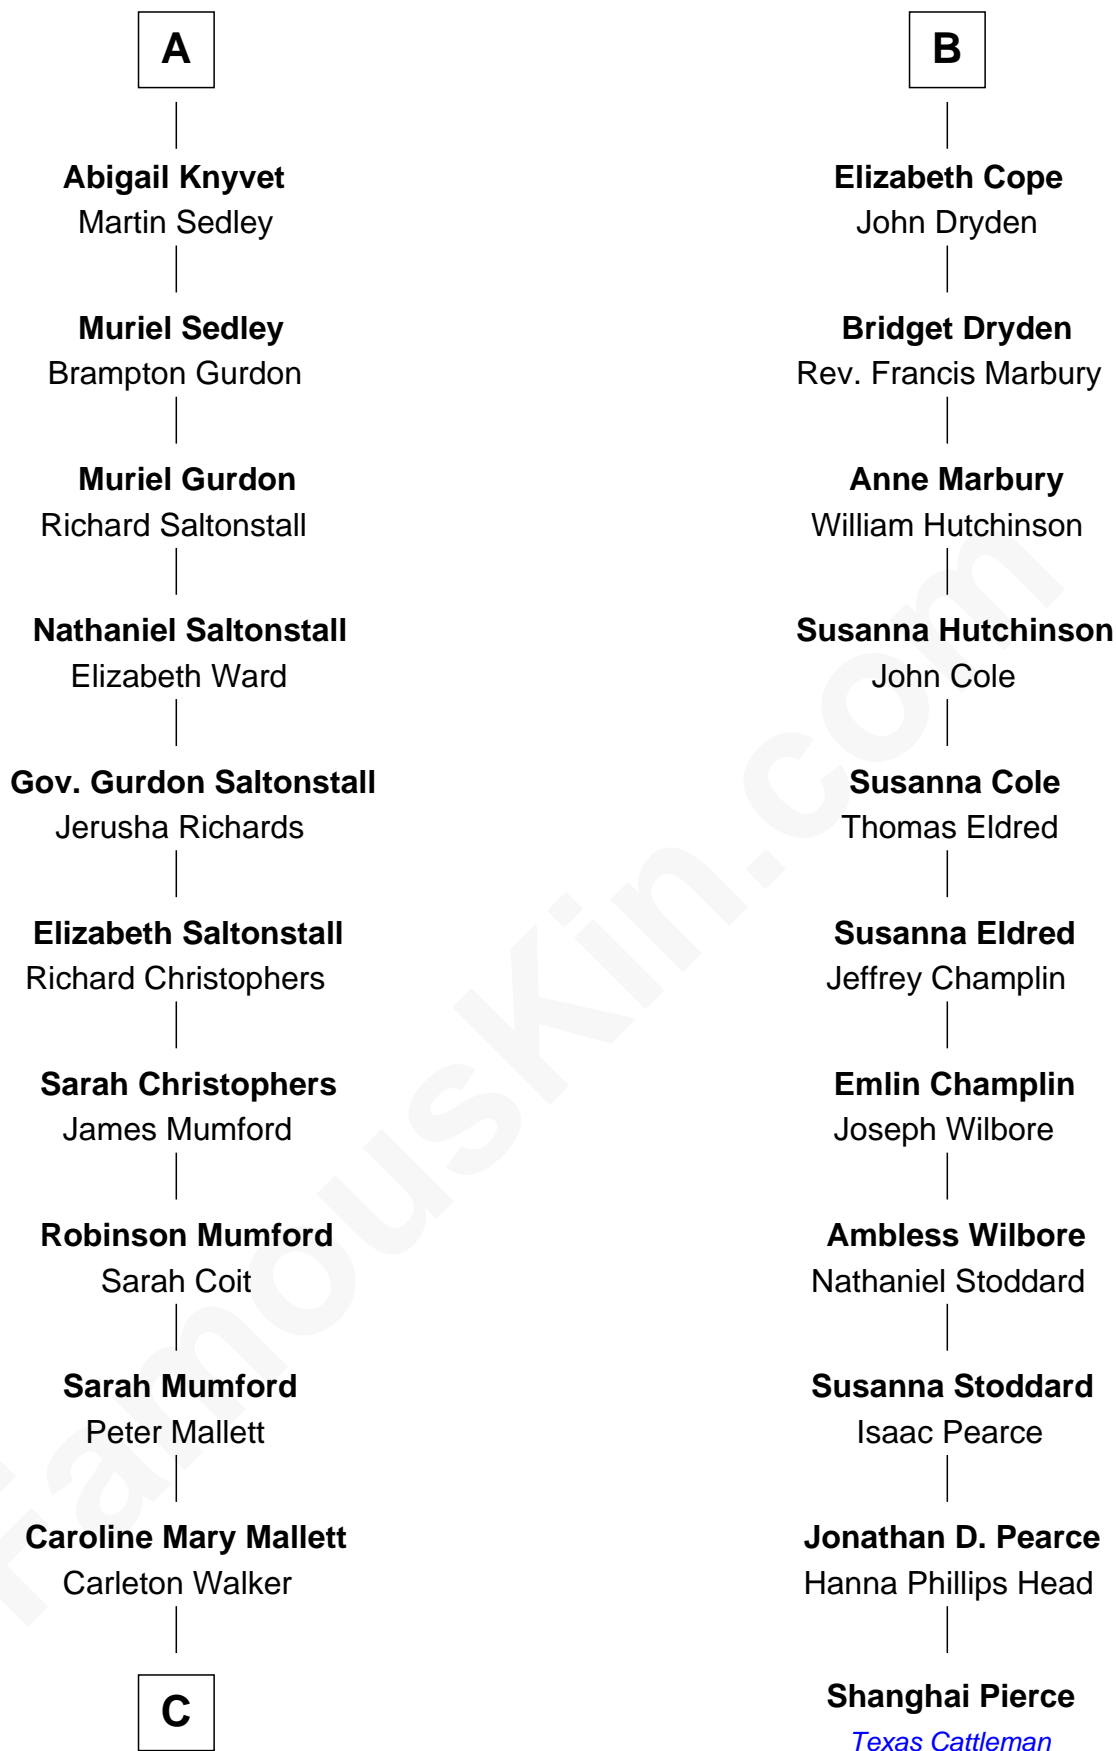 A
Abigail Knyvet
Martin Sedley
Muriel Sedley
Brampton Gurdon
Muriel Gurdon
Richard Saltonstall
Nathaniel Saltonstall
Elizabeth Ward
Gov. Gurdon Saltonstall
Jerusha Richards
Elizabeth Saltonstall
Richard Christophers
Sarah Christophers
James Mumford
Robinson Mumford
Sarah Coit
Sarah Mumford
Peter Mallett
Caroline Mary Mallett
Carleton Walker
C
B
Elizabeth Cope
John Dryden
Bridget Dryden
Rev. Francis Marbury
Anne Marbury
William Hutchinson
Susanna Hutchinson
John Cole
Susanna Cole
Thomas Eldred
Susanna Eldred
Jeffrey Champlin
Emlin Champlin
Joseph Wilbore
Ambless Wilbore
Nathaniel Stoddard
Susanna Stoddard
Isaac Pearce
Jonathan D. Pearce
Hanna Phillips Head
Shanghai Pierce
Texas Cattleman
FamousKin.com